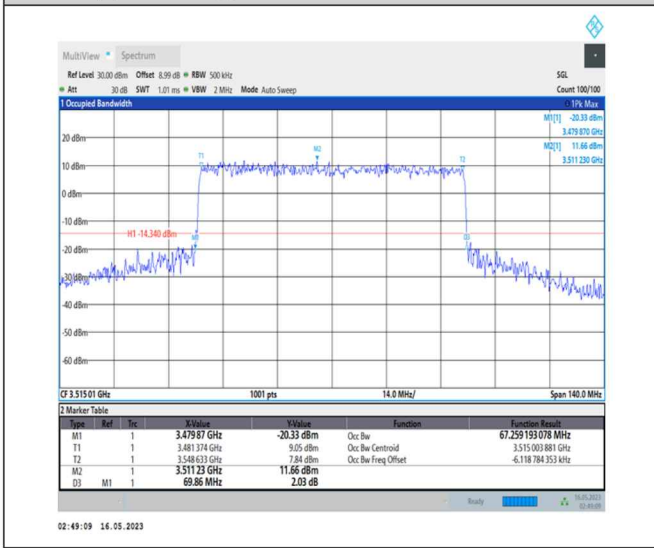 MultiView Spectrum
Ref Level 30.00 dBm Offset 8.99 dB RBW 500 kHz SGL
Att 30 dB SWT 1.01 ms VBW 2 MHz Mode Auto Sweep Count 100/100
1 Occupied Bandwidth 1Pk Max
M1[1] -20.33 dBm
3.479 870 GHz
M2[1] 11.66 dBm
3.511 230 GHz
20 dBm
M2
T1
T2
10 dBm
0 dBm
-10 dBm
H1 -14.340 dBm
M1
D3
-20 dBm
-30 dBm
-40 dBm
-50 dBm
-60 dBm
CF 3.515 01 GHz 1001 pts 14.0 MHz/ Span 140.0 MHz
2 Marker Table
Type Ref Trc X-Value Y-Value Function Function Result
M1 1 3.479 87 GHz -20.33 dBm Occ Bw 67.259 193 078 MHz
T1 1 3.481 374 GHz 9.05 dBm Occ Bw Centroid 3.515 003 881 GHz
T2 1 3.548 633 GHz 7.84 dBm Occ Bw Freq Offset -6.118 784 353 kHz
M2 1 3.511 23 GHz 11.66 dBm
D3 M1 1 69.86 MHz 2.03 dB
Ready 16.05.2023
02:49:09
02:49:09 16.05.2023